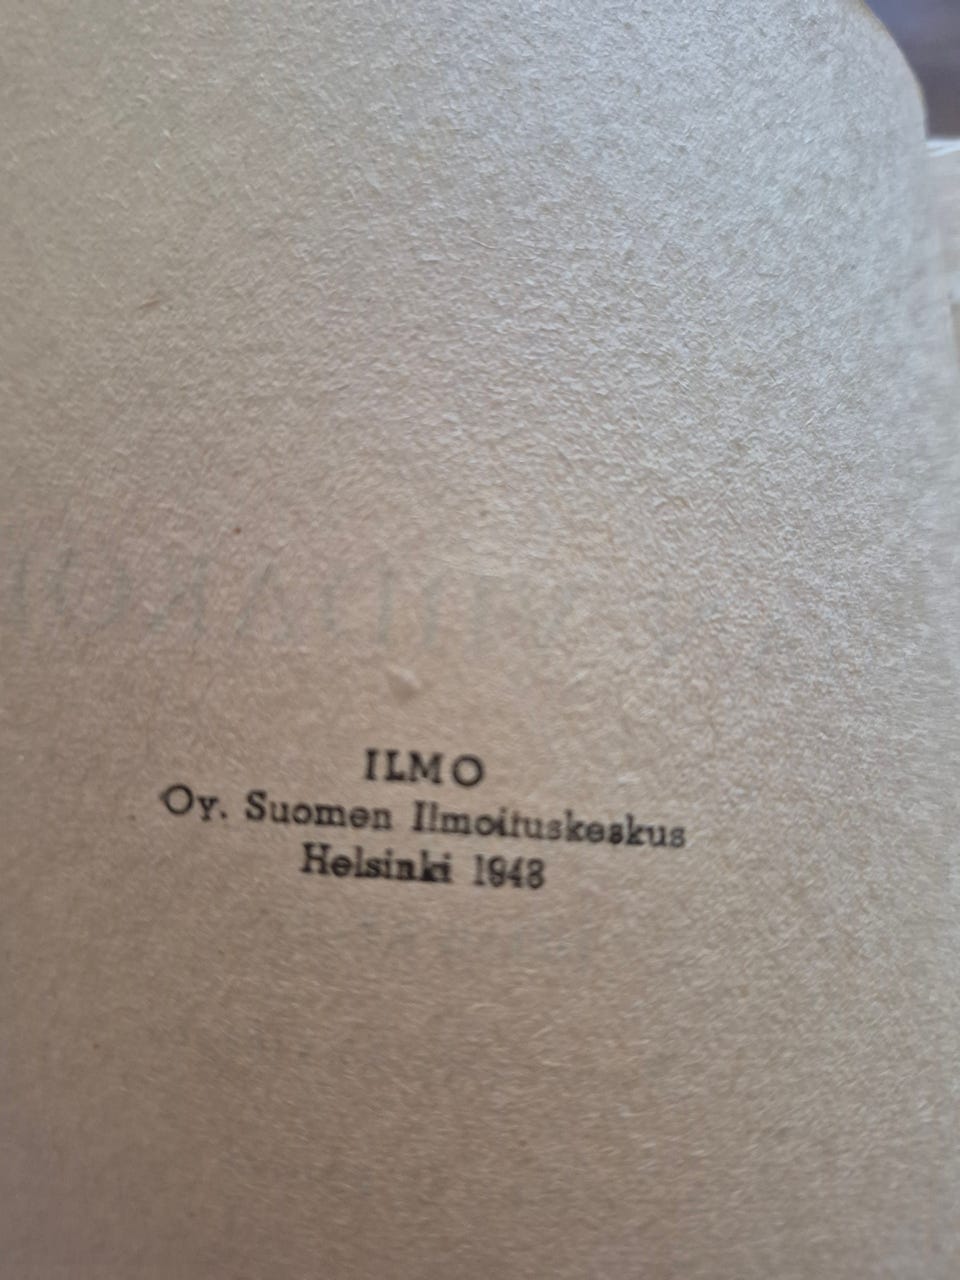 ILMO
Oy. Suomen Ilmoituskeskus
Helsinki 1948